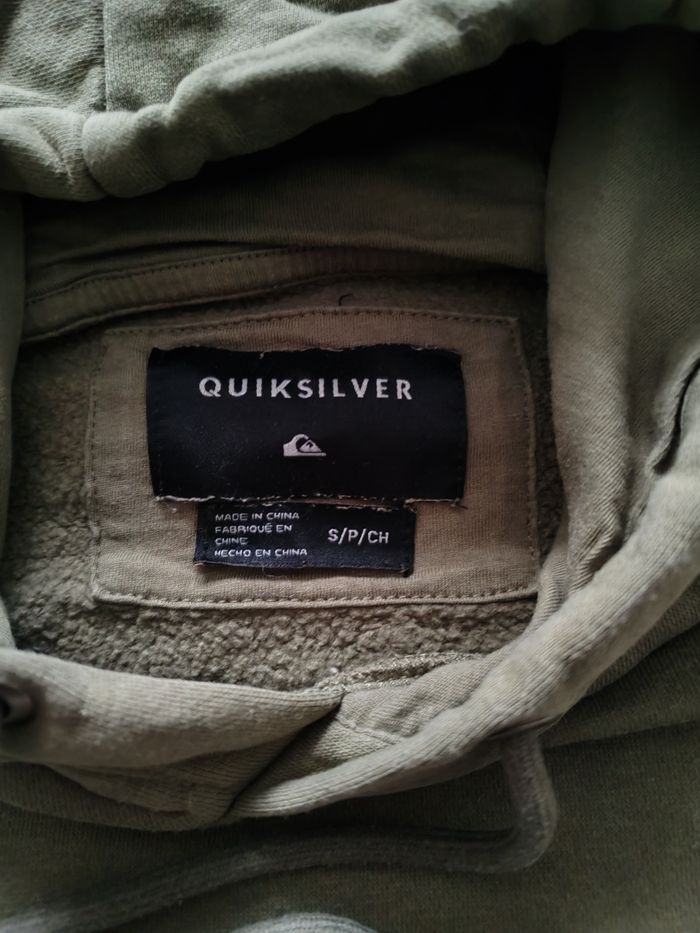 QUIKSILVER
MADE IN CHINA
FABRIQUÉ EN
CHINE
HECHO EN CHINA
S/P/CH